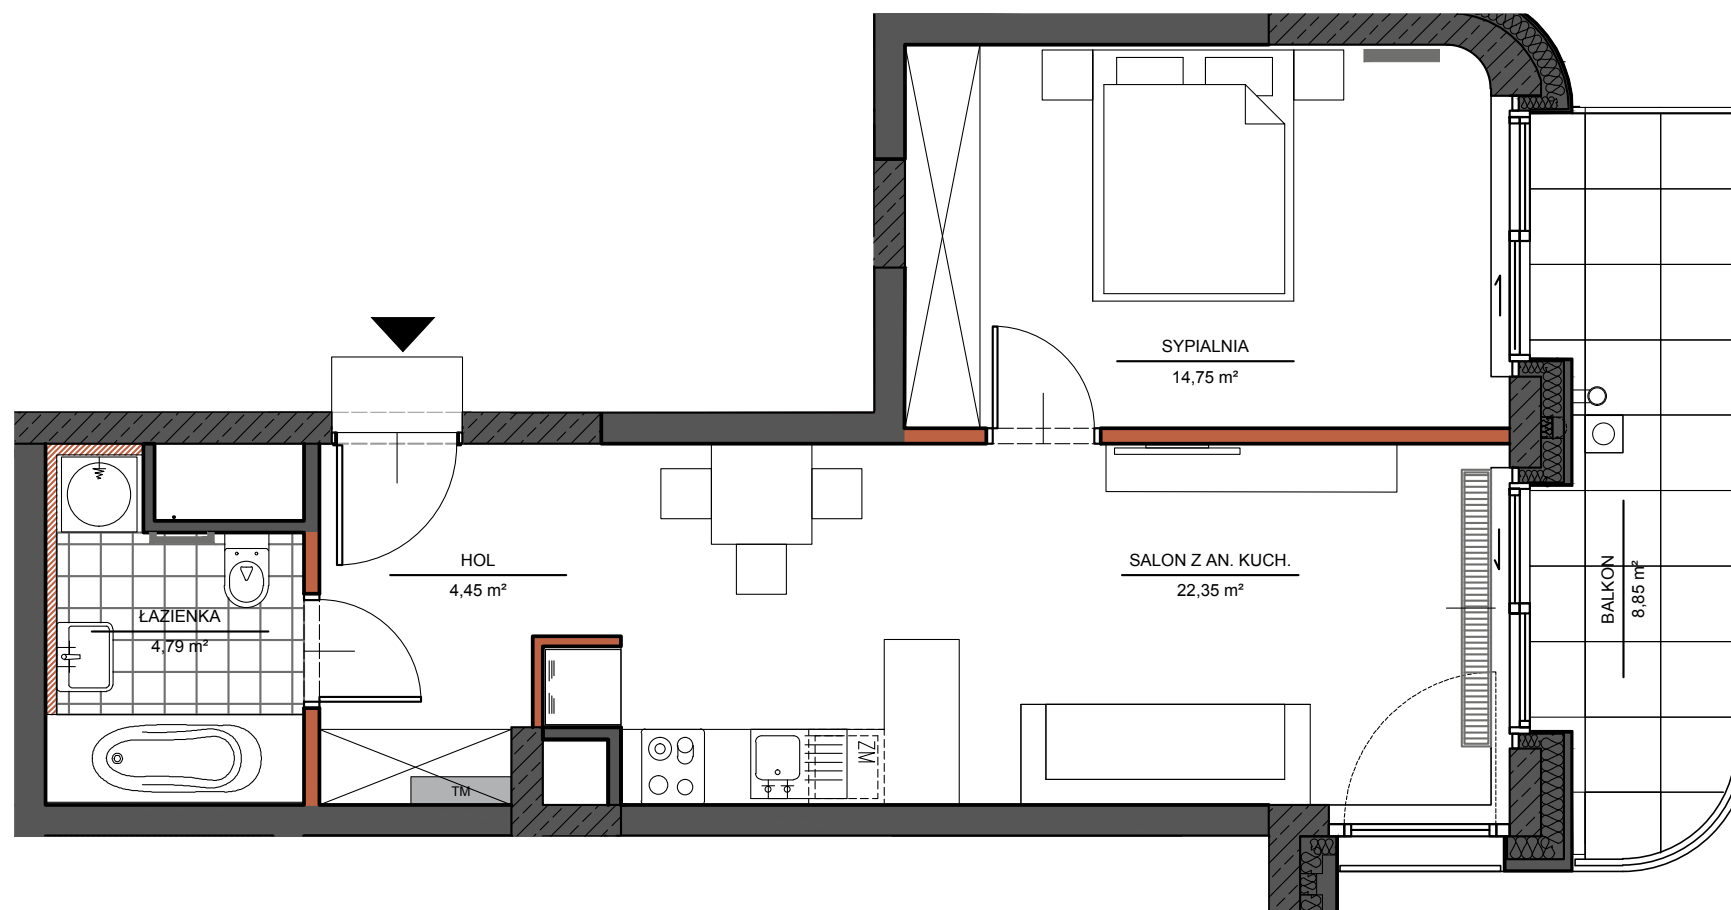 SYPIALNIA
14,75 m²
HOL
4,45 m²
SALON Z AN. KUCH.
22,35 m²
BALKON
8,85 m²
ŁAZIENKA
4,79 m²
ZM
TM